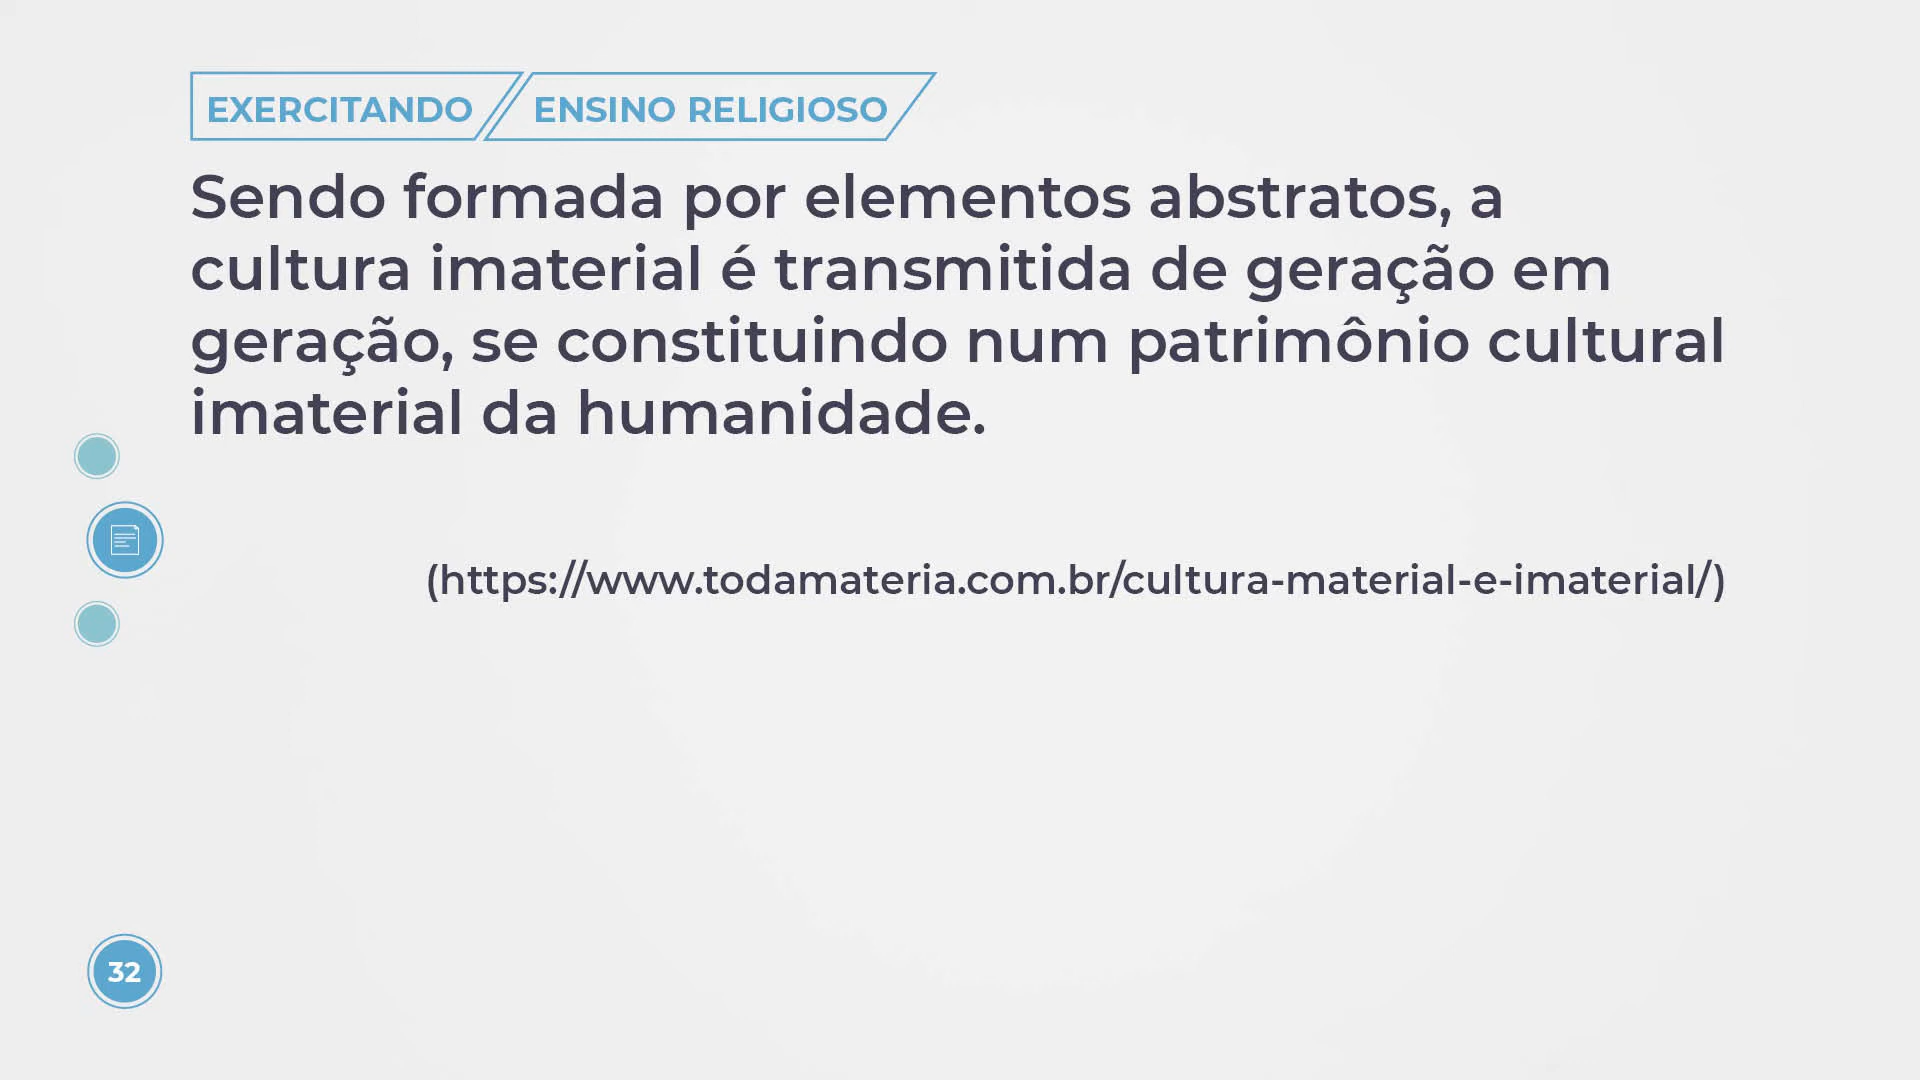 EXERCITANDO ENSINO RELIGIOSO
Sendo formada por elementos abstratos, a
cultura imaterial é transmitida de geração em
geração, se constituindo num patrimônio cultural
imaterial da humanidade.
(https://www.todamateria.com.br/cultura-material-e-imaterial/)
32